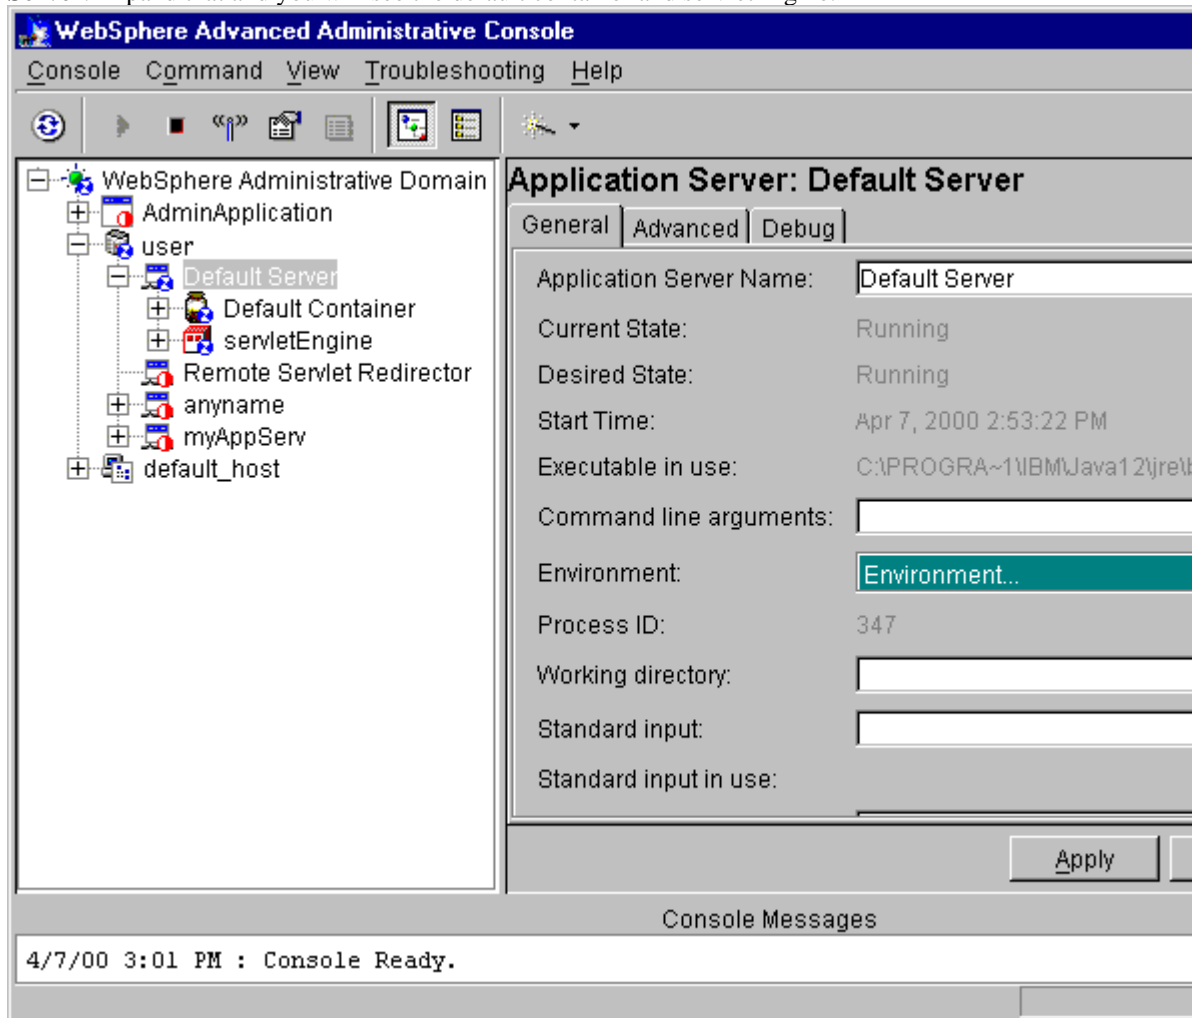 WebSphere Advanced Administrative Console
Console Command View Troubleshooting Help
WebSphere Administrative Domain
AdminApplication
user
Default Server
Default Container
servletEngine
Remote Servlet Redirector
anyname
myAppServ
default_host
Application Server: Default Server
General Advanced Debug
Application Server Name: Default Server
Current State: Running
Desired State: Running
Start Time: Apr 7, 2000 2:53:22 PM
Executable in use: C:\PROGRA~1\IBM\Java12\jre\b
Command line arguments:
Environment: Environment...
Process ID: 347
Working directory:
Standard input:
Standard input in use:
Apply
Console Messages
4/7/00 3:01 PM : Console Ready.